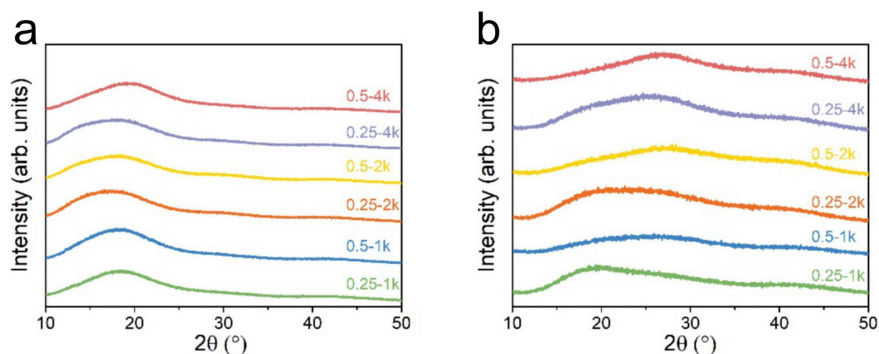 a
Intensity (arb. units)
0.5-4k
0.25-4k
0.5-2k
0.25-2k
0.5-1k
0.25-1k
10 20 30 40 50
2θ (°)
b
Intensity (arb. units)
0.5-4k
0.25-4k
0.5-2k
0.25-2k
0.5-1k
0.25-1k
10 20 30 40 50
2θ (°)